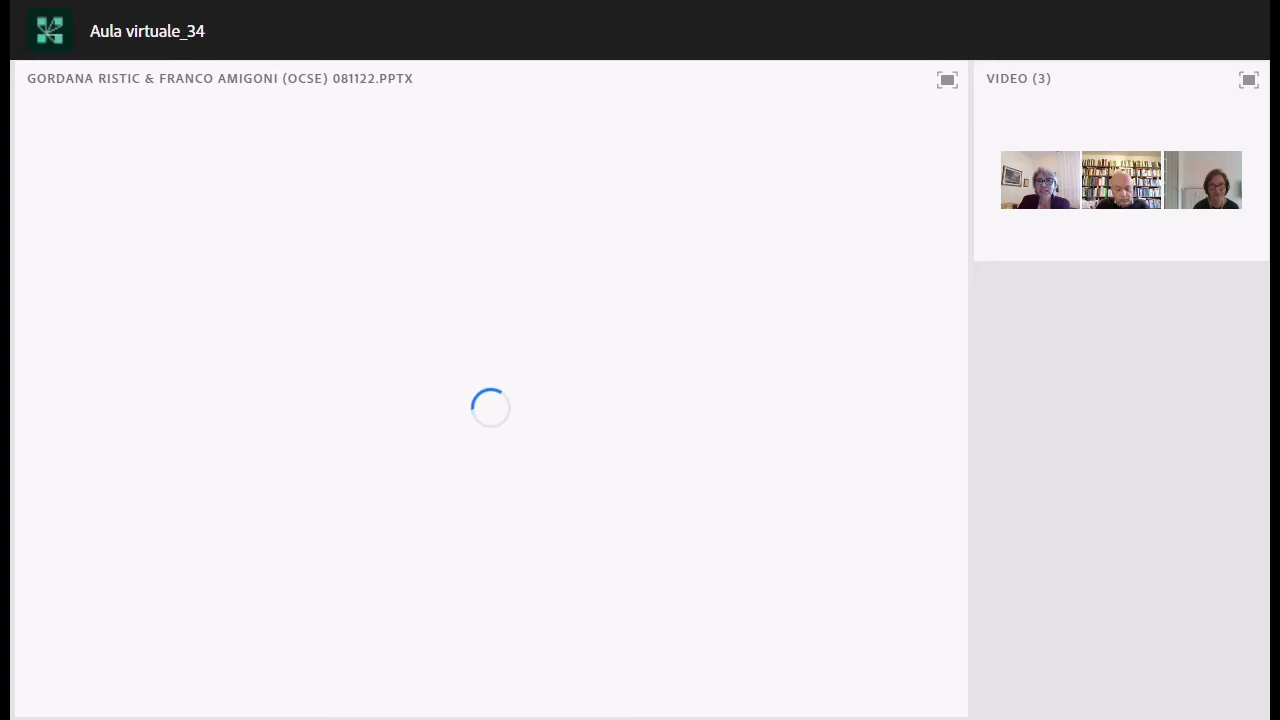 Aula virtuale_34
GORDANA RISTIC & FRANCO AMIGONI (OCSE) 081122.PPTX
VIDEO (3)